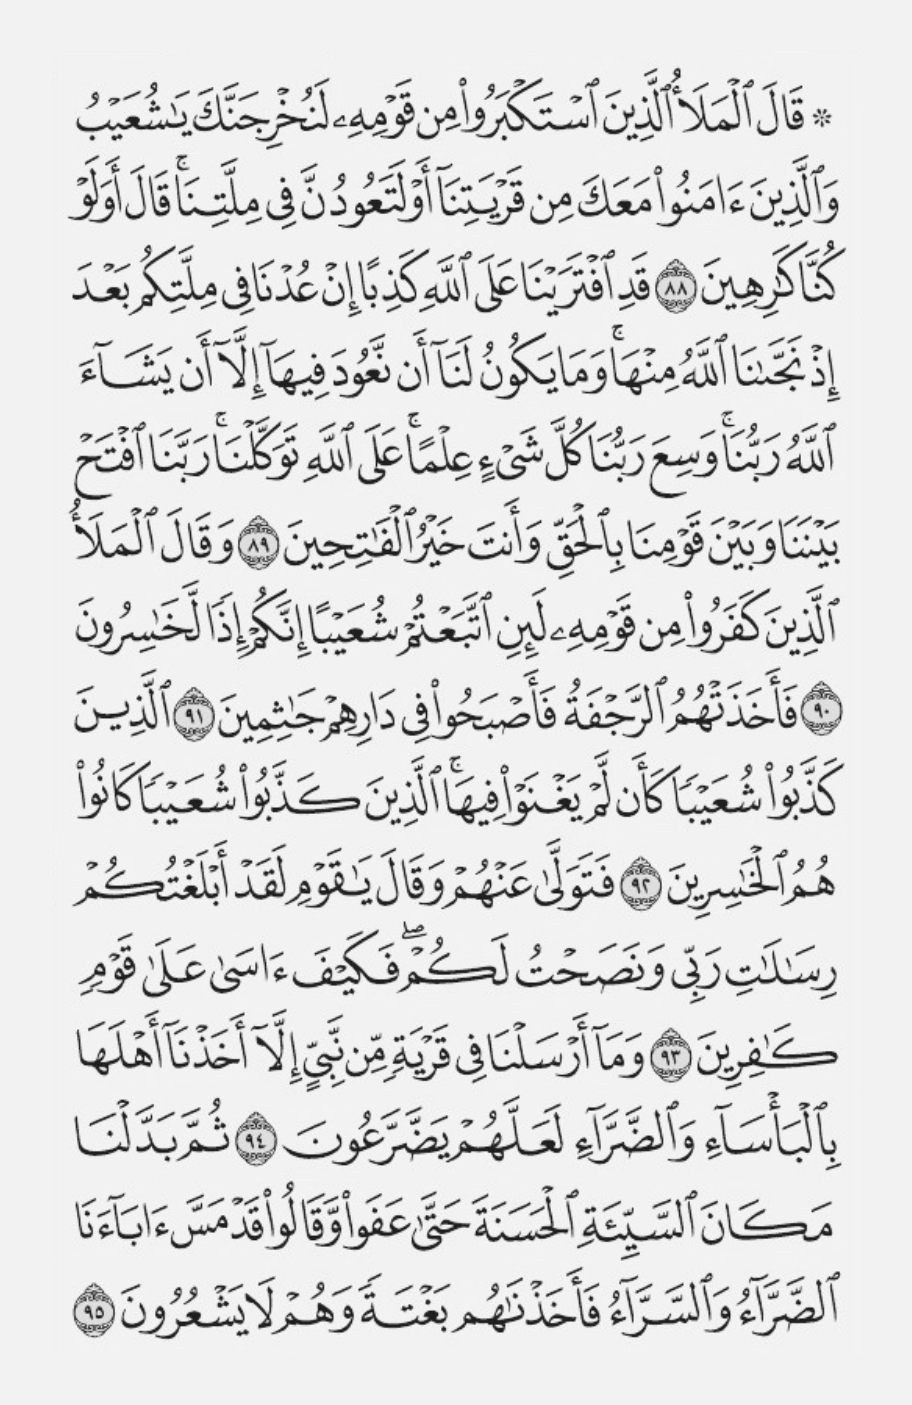 ۞ قَالَ ٱلْمَلَأُ ٱلَّذِينَ ٱسْتَكْبَرُوا۟ مِن قَوْمِهِۦ لَنُخْرِجَنَّكَ يَـٰشُعَيْبُ
وَٱلَّذِينَ ءَامَنُوا۟ مَعَكَ مِن قَرْيَتِنَآ أَوْ لَتَعُودُنَّ فِى مِلَّتِنَا ۚ قَالَ أَوَلَوْ
كُنَّا كَـٰرِهِينَ ٨٨ قَدِ ٱفْتَرَيْنَا عَلَى ٱللَّهِ كَذِبًا إِنْ عُدْنَا فِى مِلَّتِكُم بَعْدَ
إِذْ نَجَّىٰنَا ٱللَّهُ مِنْهَا ۚ وَمَا يَكُونُ لَنَآ أَن نَّعُودَ فِيهَآ إِلَّآ أَن يَشَآءَ
ٱللَّهُ رَبُّنَا ۚ وَسِعَ رَبُّنَا كُلَّ شَىْءٍ عِلْمًا ۚ عَلَى ٱللَّهِ تَوَكَّلْنَا ۚ رَبَّنَا ٱفْتَحْ
بَيْنَنَا وَبَيْنَ قَوْمِنَا بِٱلْحَقِّ وَأَنتَ خَيْرُ ٱلْفَـٰتِحِينَ ٨٩ وَقَالَ ٱلْمَلَأُ
ٱلَّذِينَ كَفَرُوا۟ مِن قَوْمِهِۦ لَئِنِ ٱتَّبَعْتُمْ شُعَيْبًا إِنَّكُمْ إِذًا لَّخَـٰسِرُونَ
٩٠ فَأَخَذَتْهُمُ ٱلرَّجْفَةُ فَأَصْبَحُوا۟ فِى دَارِهِمْ جَـٰثِمِينَ ٩١ ٱلَّذِينَ
كَذَّبُوا۟ شُعَيْبًا كَأَن لَّمْ يَغْنَوْا۟ فِيهَا ۚ ٱلَّذِينَ كَذَّبُوا۟ شُعَيْبًا كَانُوا۟
هُمُ ٱلْخَـٰسِرِينَ ٩٢ فَتَوَلَّىٰ عَنْهُمْ وَقَالَ يَـٰقَوْمِ لَقَدْ أَبْلَغْتُكُمْ
رِسَـٰلَـٰتِ رَبِّى وَنَصَحْتُ لَكُمْ ۖ فَكَيْفَ ءَاسَىٰ عَلَىٰ قَوْمٍ
كَـٰفِرِينَ ٩٣ وَمَآ أَرْسَلْنَا فِى قَرْيَةٍ مِّن نَّبِىٍّ إِلَّآ أَخَذْنَآ أَهْلَهَا
بِٱلْبَأْسَآءِ وَٱلضَّرَّآءِ لَعَلَّهُمْ يَضَّرَّعُونَ ٩٤ ثُمَّ بَدَّلْنَا
مَكَانَ ٱلسَّيِّئَةِ ٱلْحَسَنَةَ حَتَّىٰ عَفَوا۟ وَّقَالُوا۟ قَدْ مَسَّ ءَابَآءَنَا
ٱلضَّرَّآءُ وَٱلسَّرَّآءُ فَأَخَذْنَـٰهُم بَغْتَةً وَهُمْ لَا يَشْعُرُونَ ٩٥